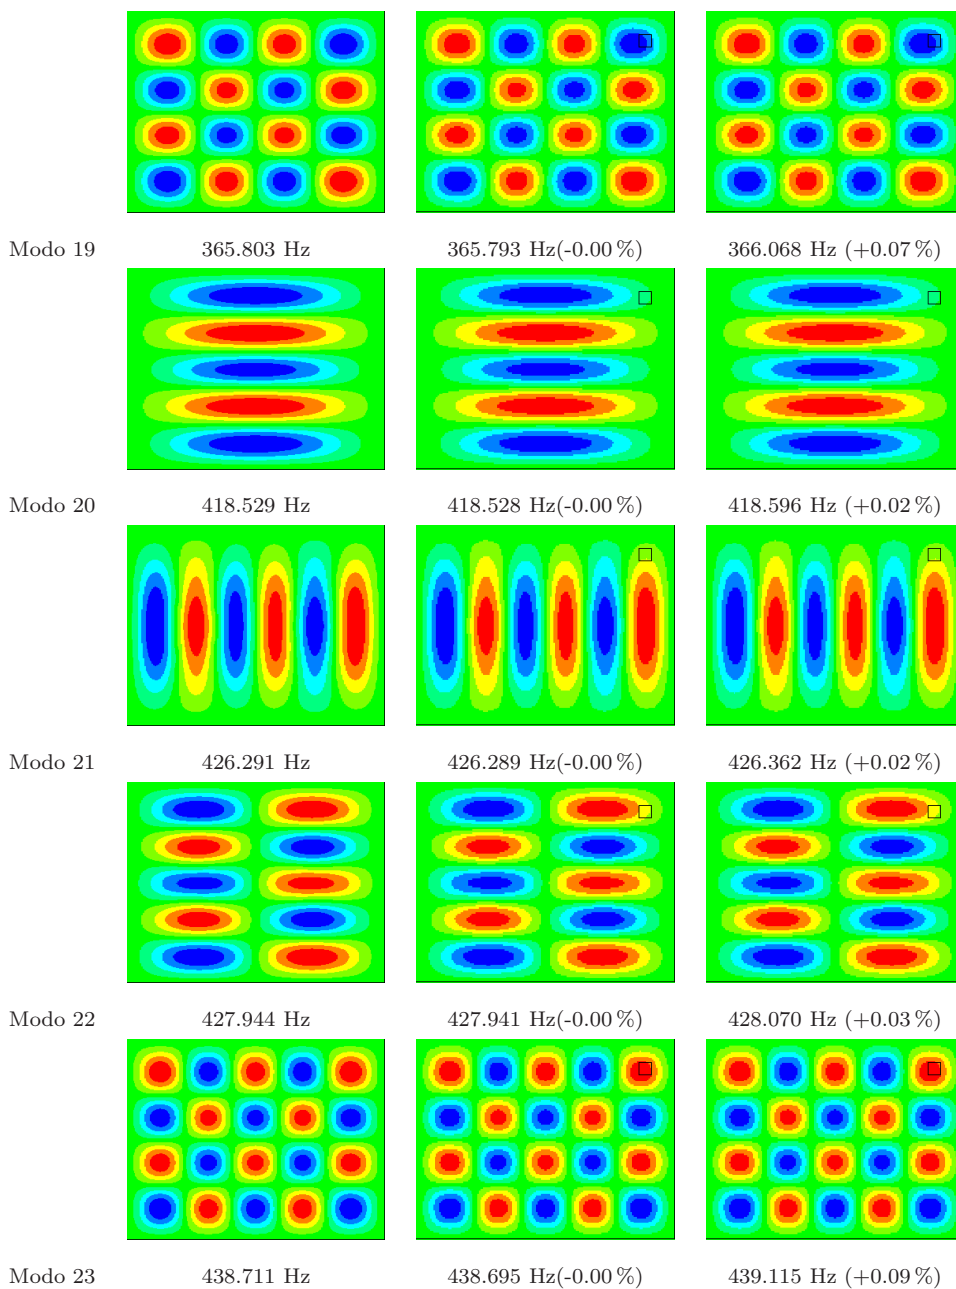 Modo 19 365.803 Hz 365.793 Hz(-0.00 %) 366.068 Hz (+0.07 %)
Modo 20 418.529 Hz 418.528 Hz(-0.00 %) 418.596 Hz (+0.02 %)
Modo 21 426.291 Hz 426.289 Hz(-0.00 %) 426.362 Hz (+0.02 %)
Modo 22 427.944 Hz 427.941 Hz(-0.00 %) 428.070 Hz (+0.03 %)
Modo 23 438.711 Hz 438.695 Hz(-0.00 %) 439.115 Hz (+0.09 %)